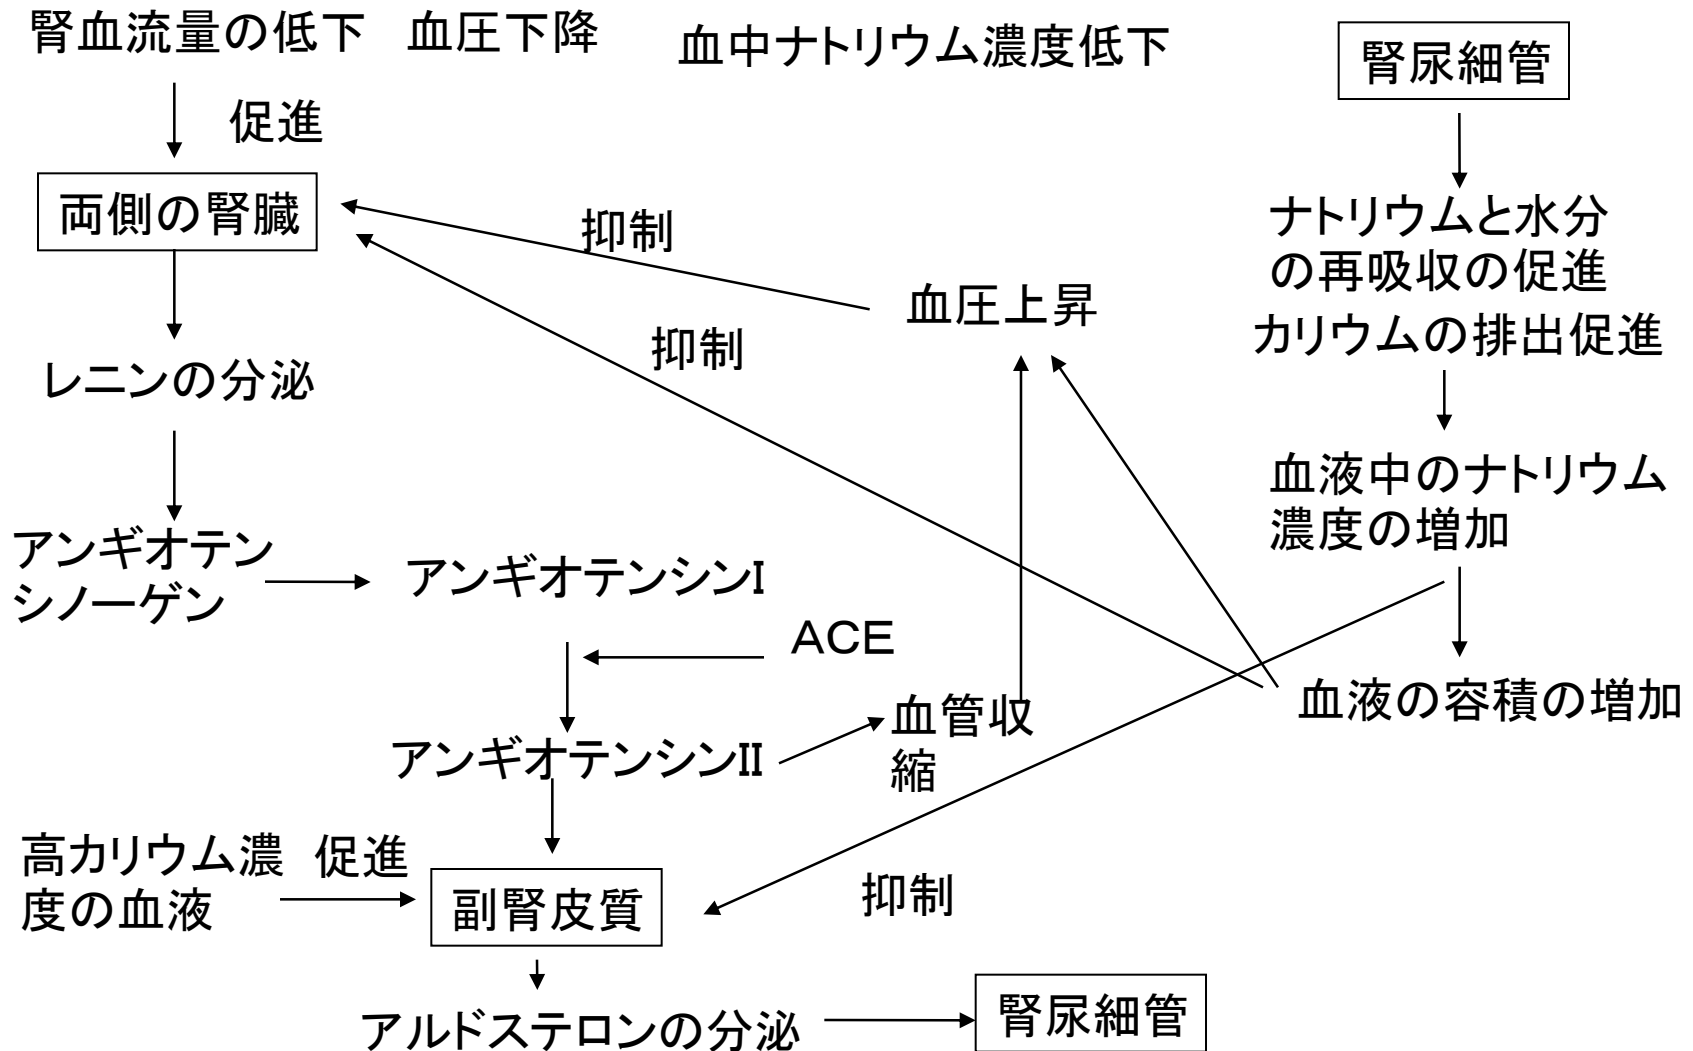 腎血流量の低下 血圧下降 血中ナトリウム濃度低下
促進
両側の腎臓
レニンの分泌
アンギオテン
シノーゲン
アンギオテンシンI
ACE
アンギオテンシンII
血管収
縮
高カリウム濃
度の血液
促進
副腎皮質
アルドステロンの分泌
腎尿細管
抑制
抑制
血圧上昇
抑制
腎尿細管
ナトリウムと水分
の再吸収の促進
カリウムの排出促進
血液中のナトリウム
濃度の増加
血液の容積の増加